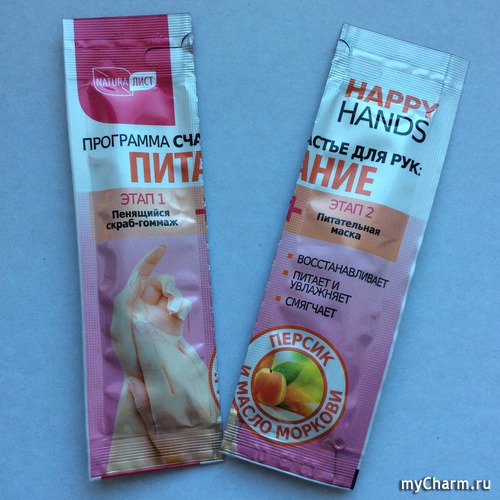 NATURA ЛИСТ
ПРОГРАММА СЧА
ПИТА
ЭТАП 1
Пенящийся
скраб-гоммаж
HAPPY
HANDS
АСТЬЕ ДЛЯ РУК:
АНИЕ
ЭТАП 2
Питательная
маска
ВОССТАНАВЛИВАЕТ
ПИТАЕТ И
УВЛАЖНЯЕТ
СМЯГЧАЕТ
ПЕРСИК
И МАСЛО МОРКОВИ
myCharm.ru